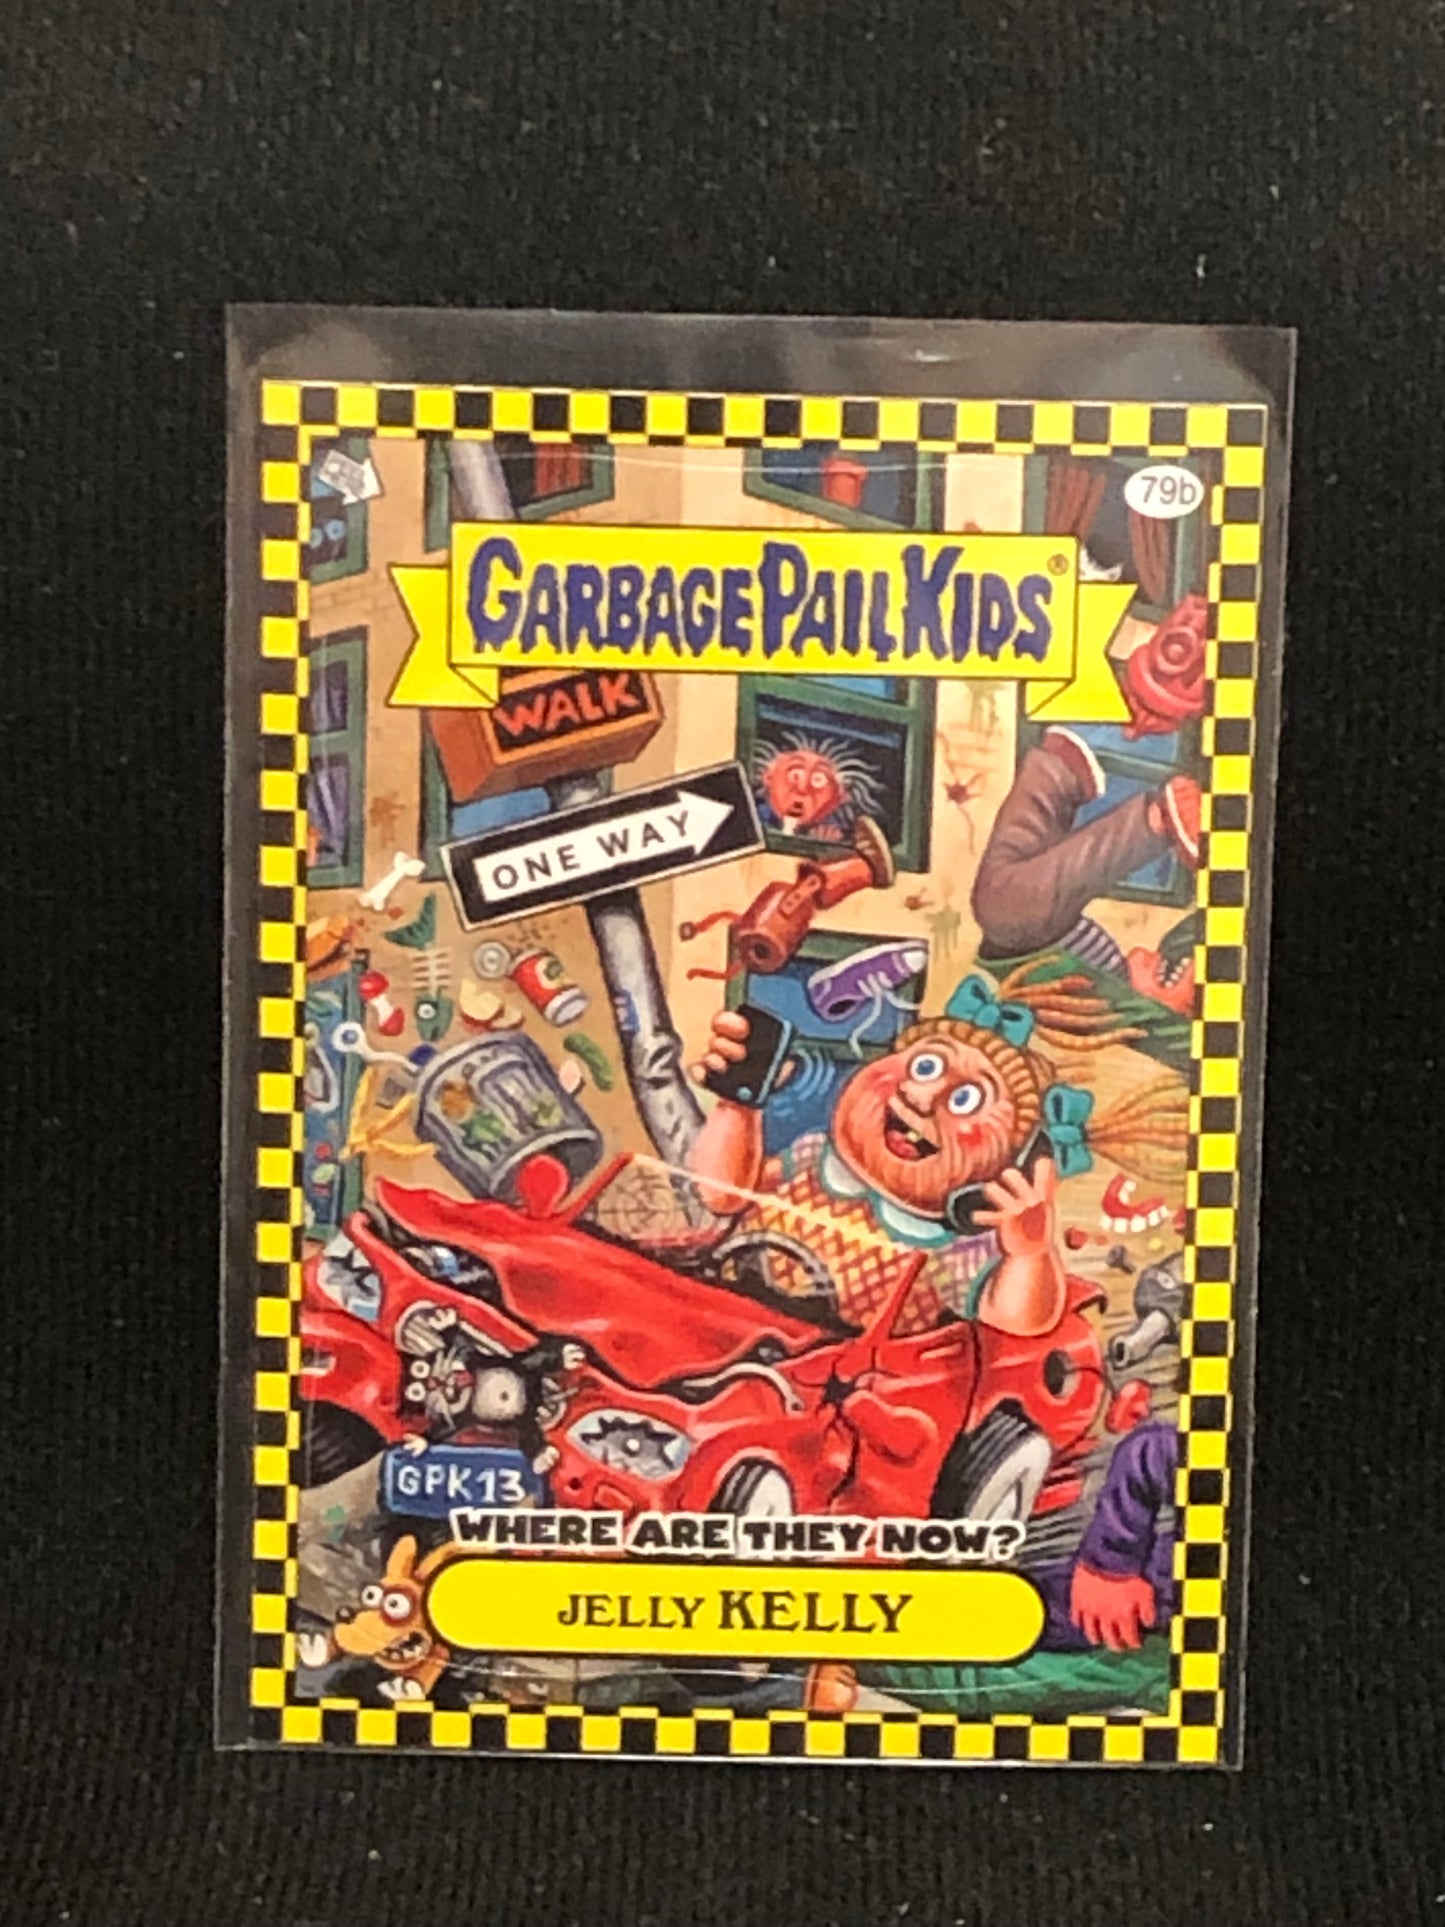 79b
GARBAGE PAIL KIDS®
WALK
ONE WAY
GPK13
WHERE ARE THEY NOW?
JELLY KELLY